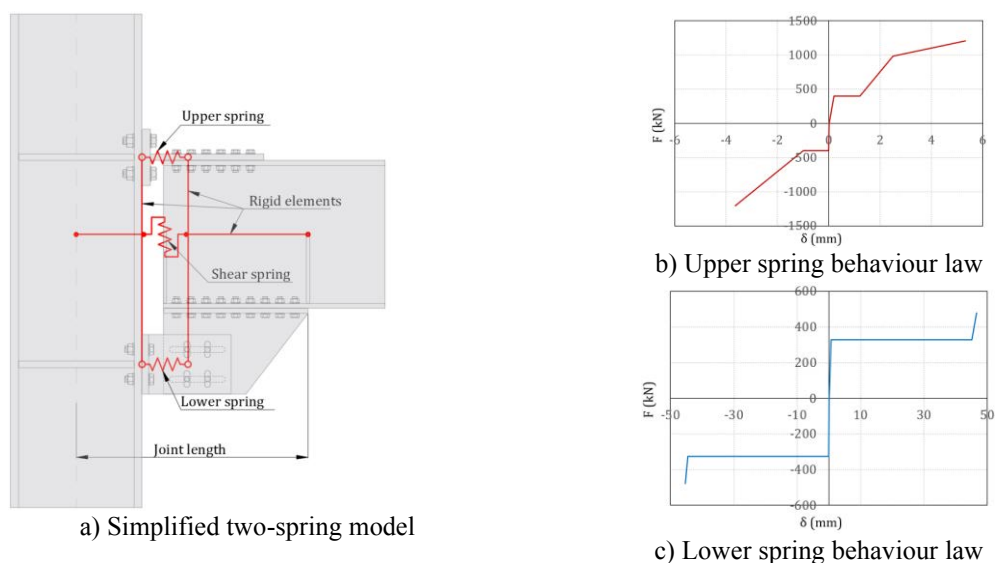 Upper spring
Rigid elements
Shear spring
Lower spring
Joint length
a) Simplified two-spring model
1500
1000
500
0
-500
-1000
-1500
-6 -4 -2 0 2 4 6
F (kN)
δ (mm)
b) Upper spring behaviour law
600
400
200
0
-200
-400
-600
-50 -30 -10 10 30 50
F (kN)
δ (mm)
c) Lower spring behaviour law